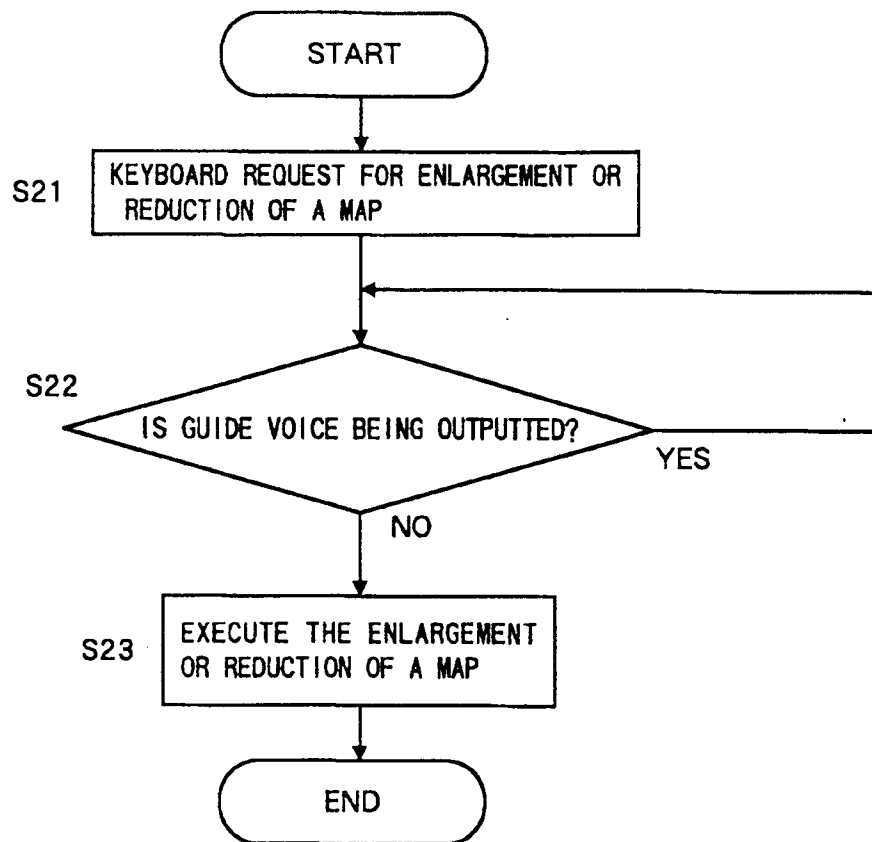 START
S21
KEYBOARD REQUEST FOR ENLARGEMENT OR
REDUCTION OF A MAP
S22
IS GUIDE VOICE BEING OUTPUTTED?
YES
NO
S23
EXECUTE THE ENLARGEMENT
OR REDUCTION OF A MAP
END